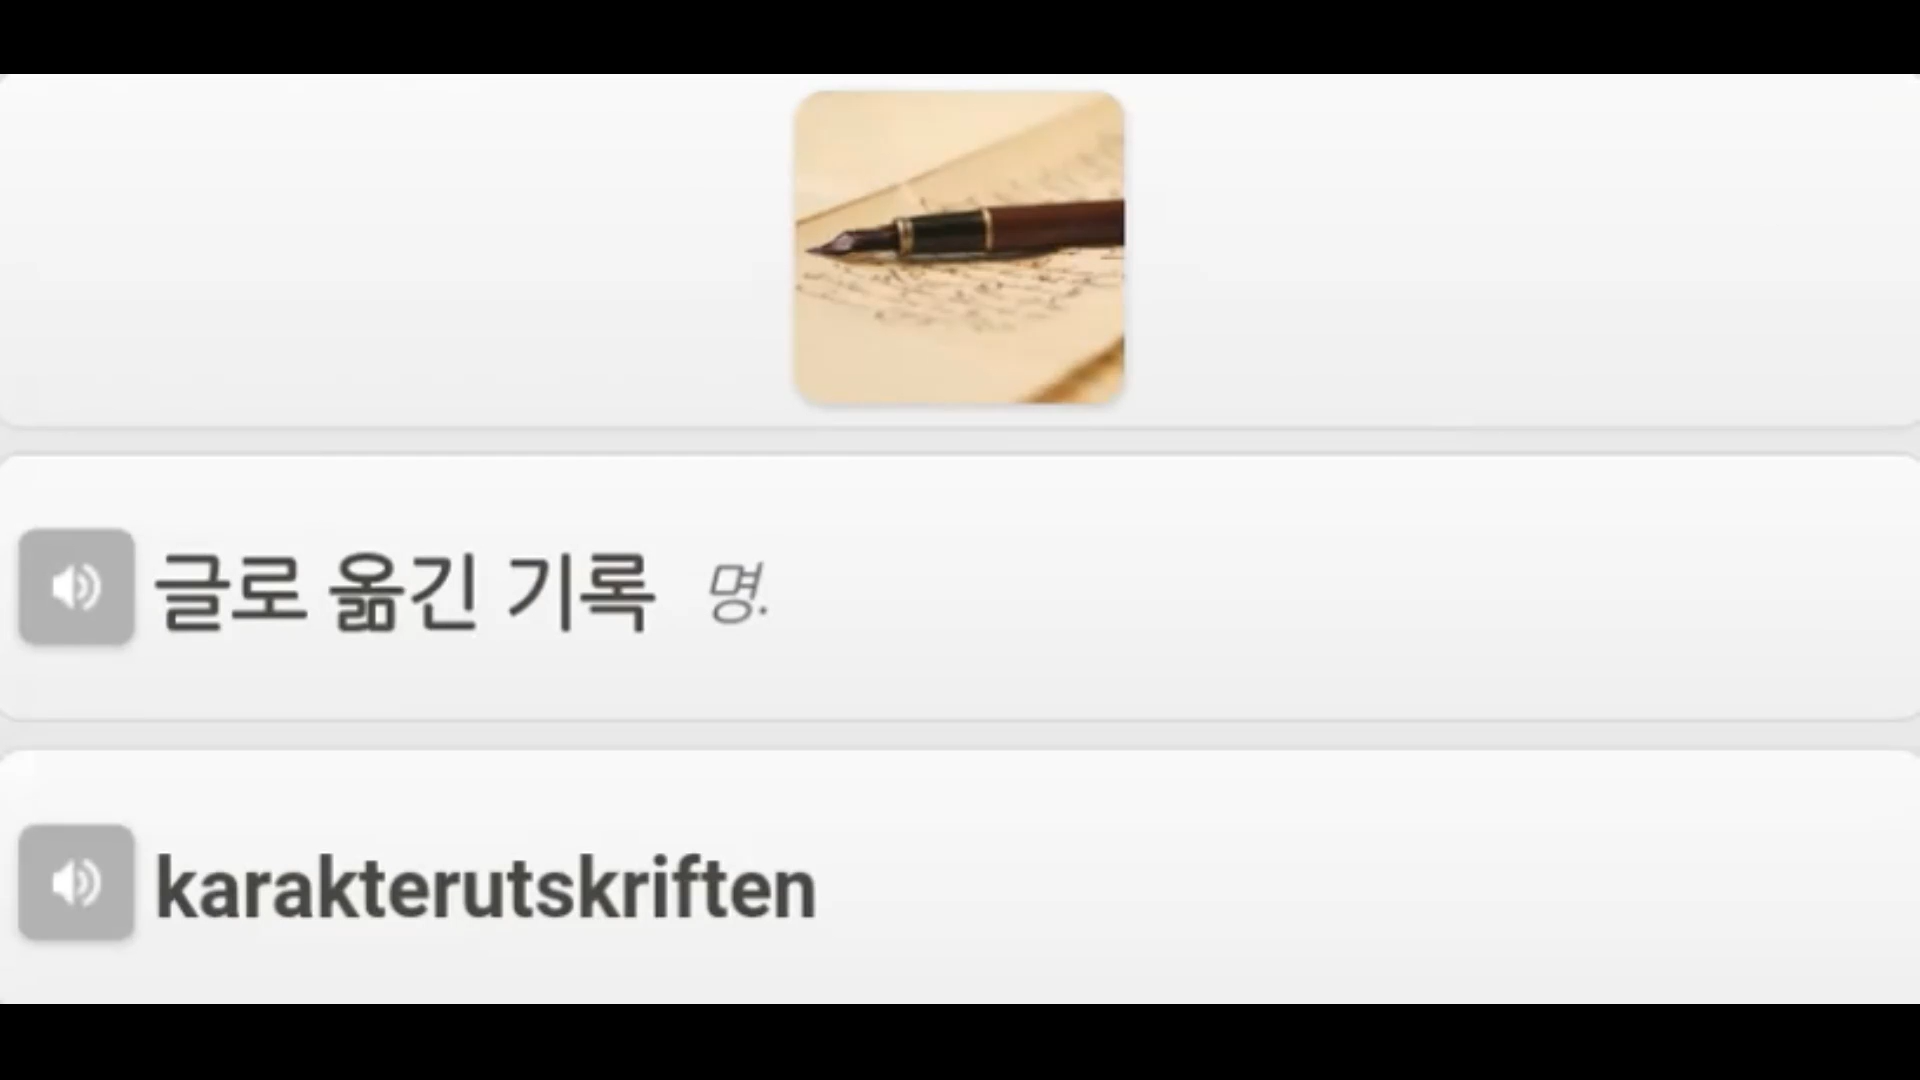 글로 옮긴 기록 명.
karakterutskriften